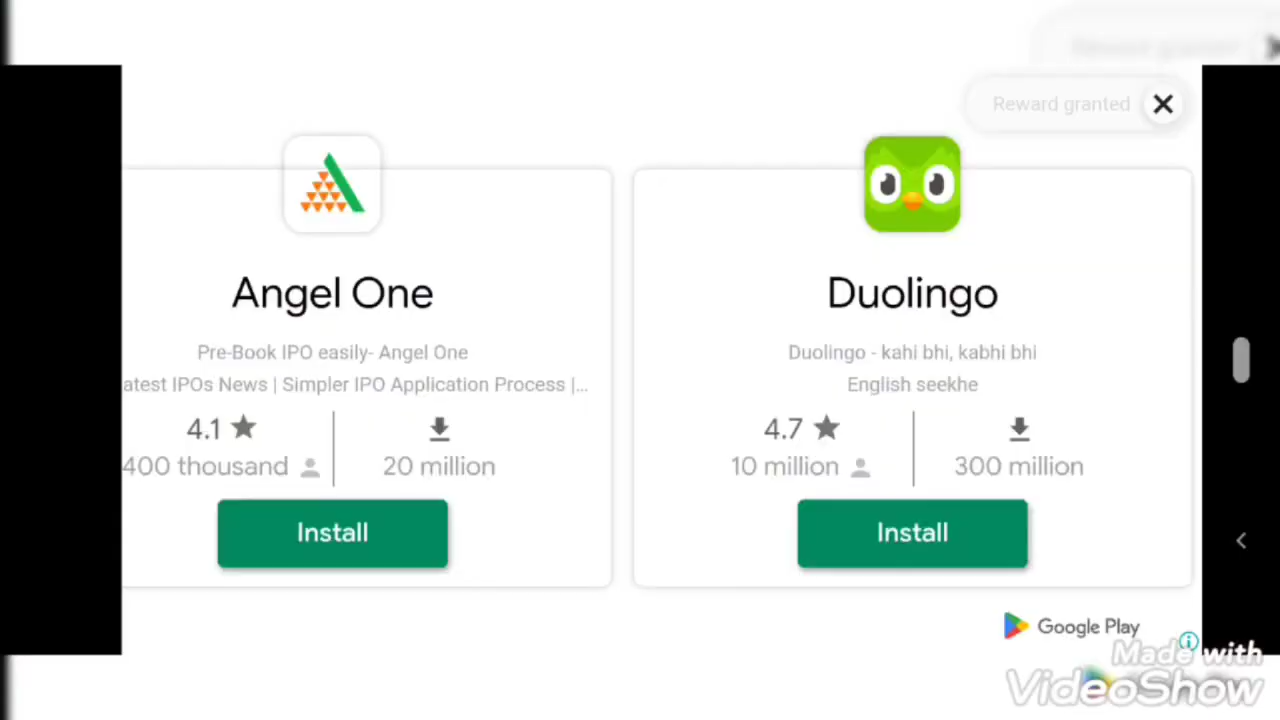 Reward granted
Angel One
Pre-Book IPO easily- Angel One
atest IPOs News | Simpler IPO Application Process |...
4.1
400 thousand
20 million
Install
Duolingo
Duolingo - kahi bhi, kabhi bhi
English seekhe
4.7
10 million
300 million
Install
Google Play
Made with
VideoShow